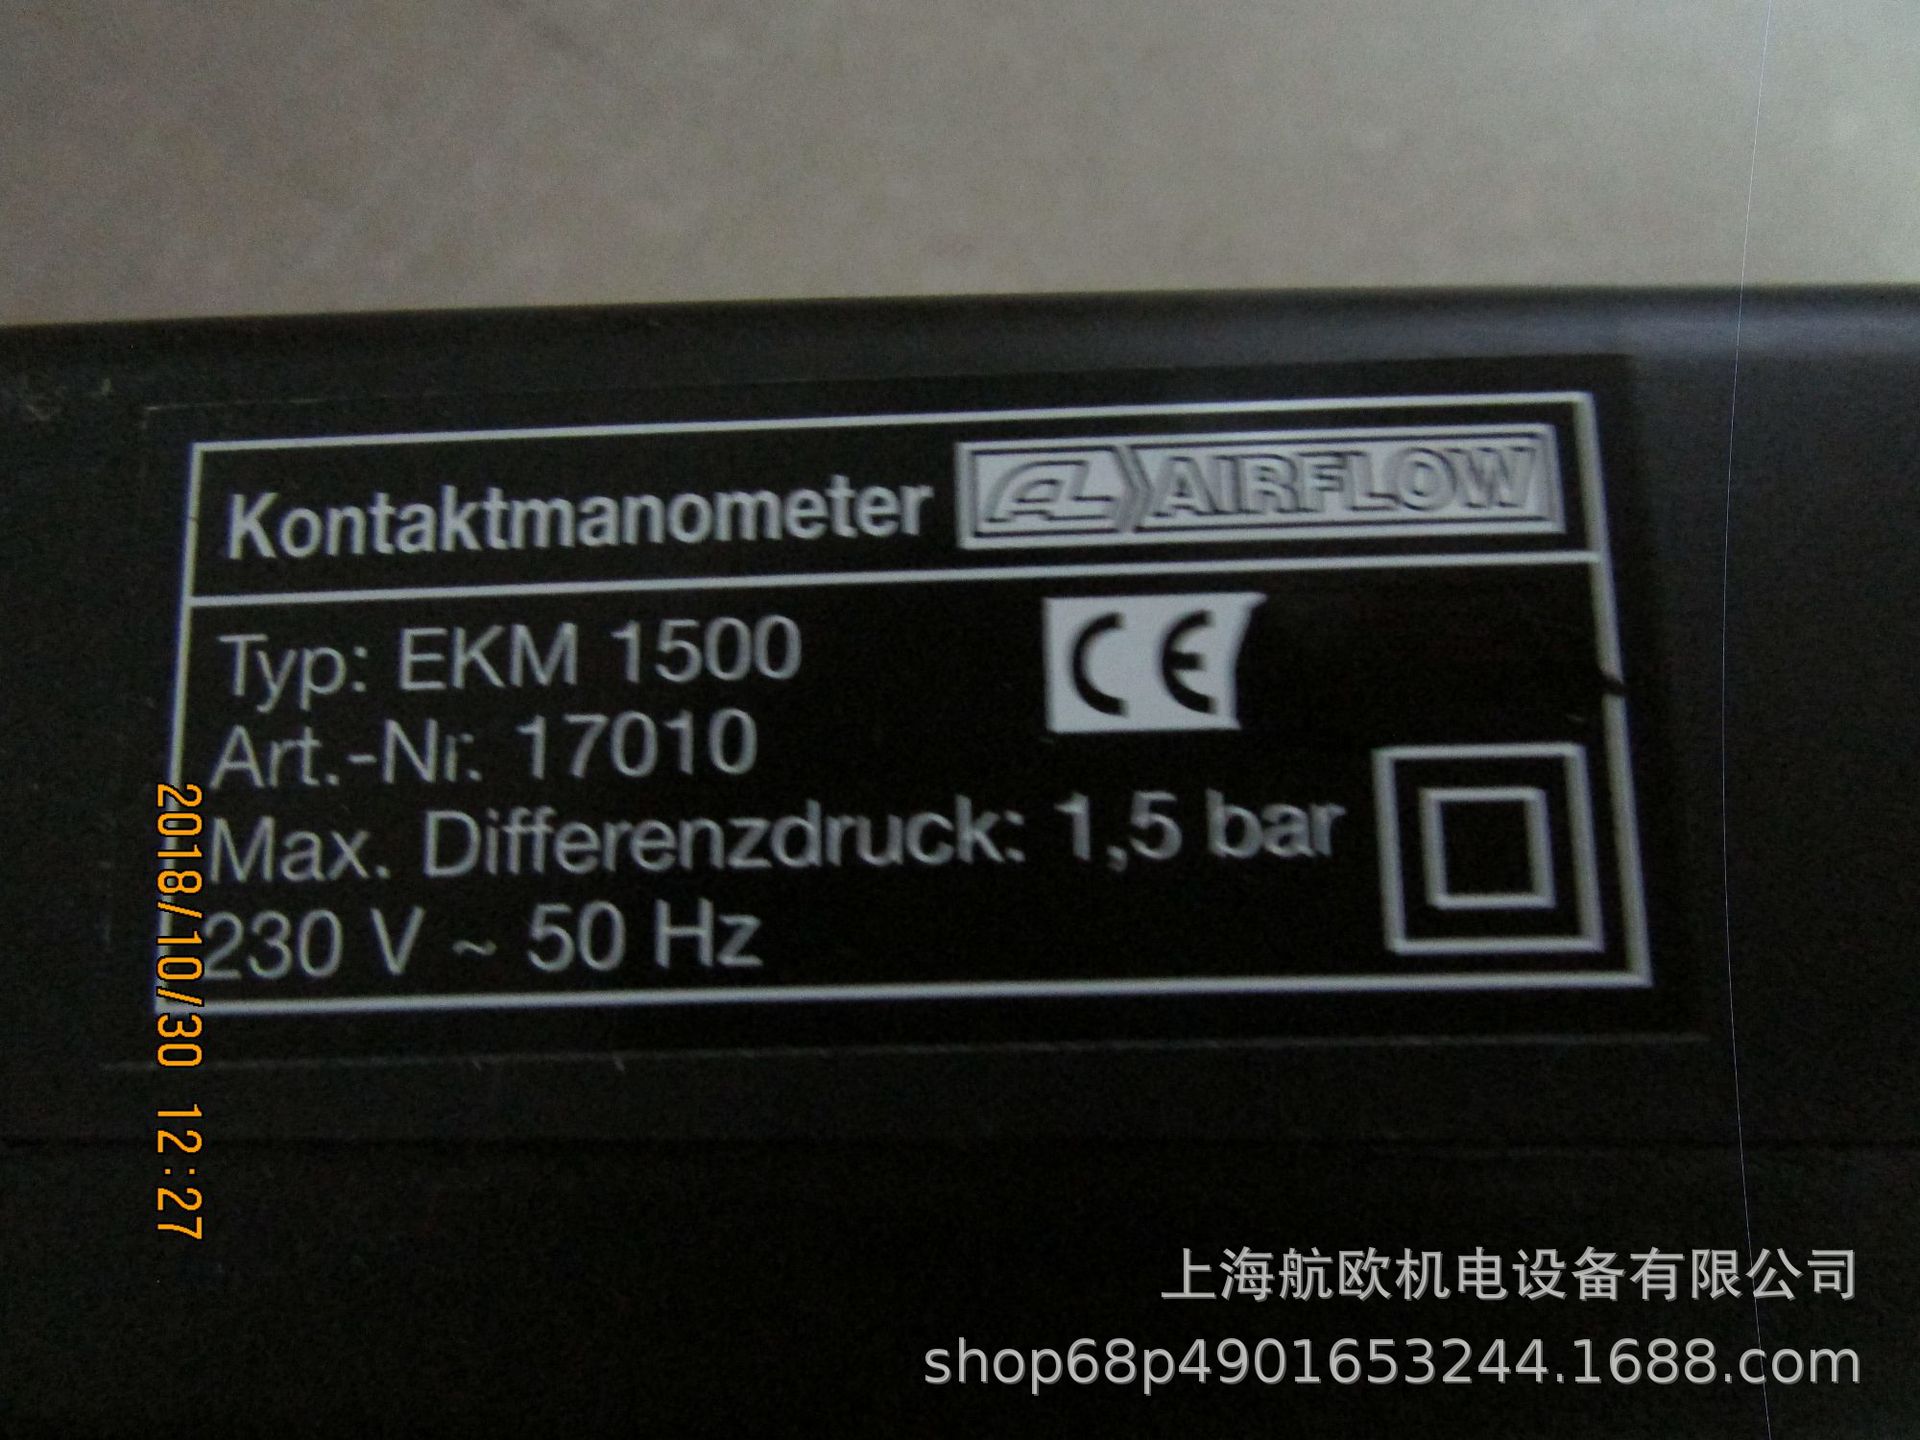 Kontaktmanometer AL AIRFLOW
Typ: EKM 1500
CE
Art.-Nr. 17010
Max. Differenzdruck: 1,5 bar
230 V ~ 50 Hz
2018/10/30 12:27
上海航欧机电设备有限公司
shop68p4901653244.1688.com